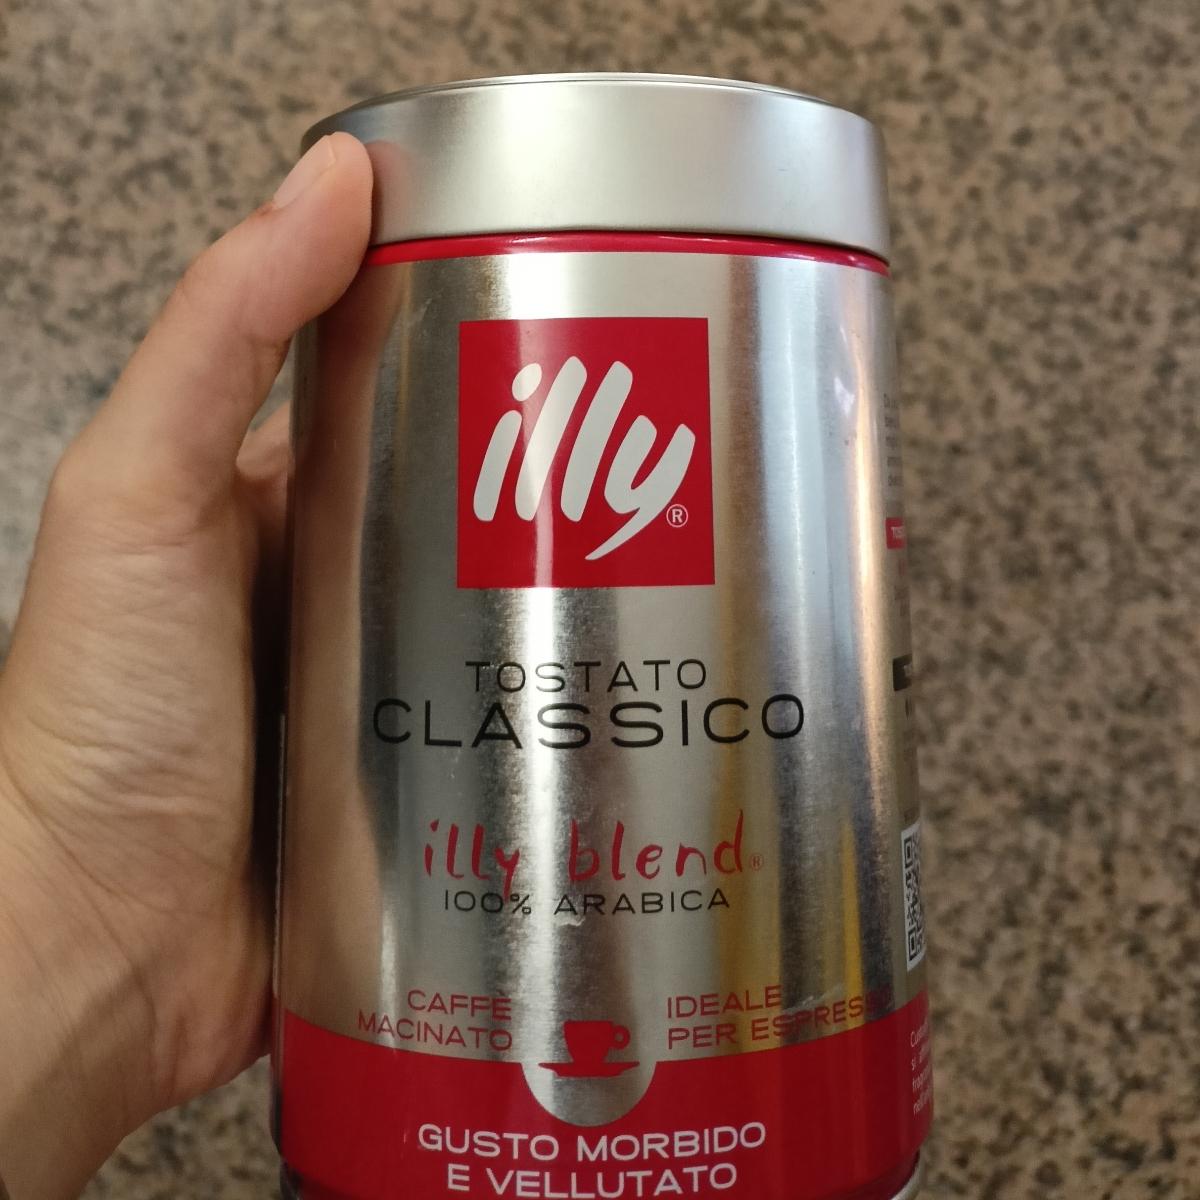 illy®
TOSTATO
CLASSICO
illy blend®
100% ARABICA
CAFFÈ
MACINATO
IDEALE
PER ESPRESSO
GUSTO MORBIDO
E VELLUTATO